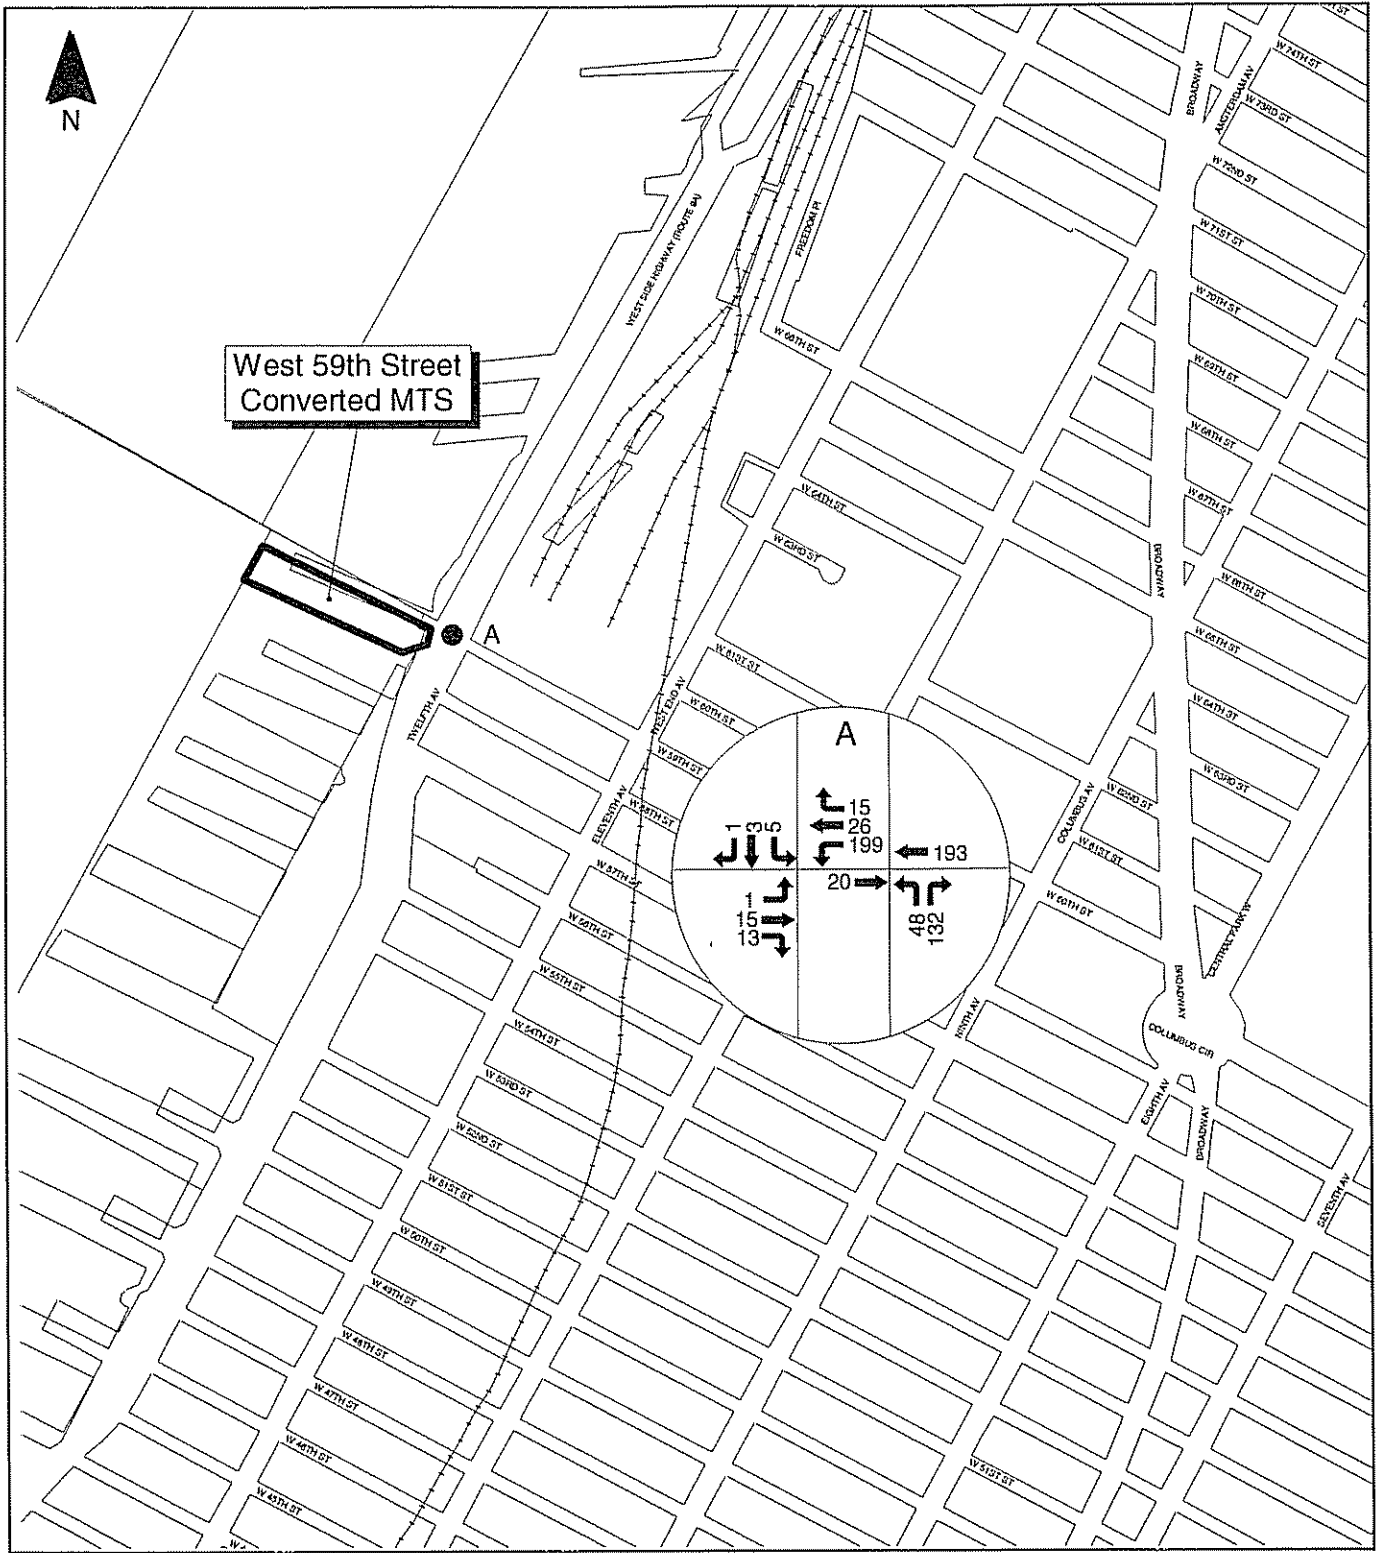 N
W 74TH ST
BROADWAY
AMSTERDAM AV
W 73RD ST
W 72ND ST
WEST SIDE HIGHWAY (ROUTE 9A)
FREEDOM PL
W 71ST ST
W 70TH ST
W 66TH ST
West 59th Street
Converted MTS
W 69TH ST
W 68TH ST
W 67TH ST
W 64TH ST
W 63RD ST
BROADWAY
W 66TH ST
W 65TH ST
A
W 61ST ST
TWELFTH AV
WEST END AV
W 60TH ST
W 64TH ST
W 59TH ST
W 63RD ST
A
ELEVENTH AV
W 58TH ST
COLUMBUS AV
W 62ND ST
W 61ST ST
1
3
5
15
26
199
193
20
1
15
13
48
132
W 57TH ST
W 60TH ST
W 56TH ST
CENTRAL PARK W
W 55TH ST
BROADWAY
NINTH AV
COLUMBUS CIR
W 54TH ST
W 53RD ST
EIGHTH AV
BROADWAY
W 52ND ST
W 51ST ST
SEVENTH AV
W 50TH ST
W 49TH ST
W 48TH ST
W 47TH ST
W 46TH ST
W 51ST ST
W 45TH ST